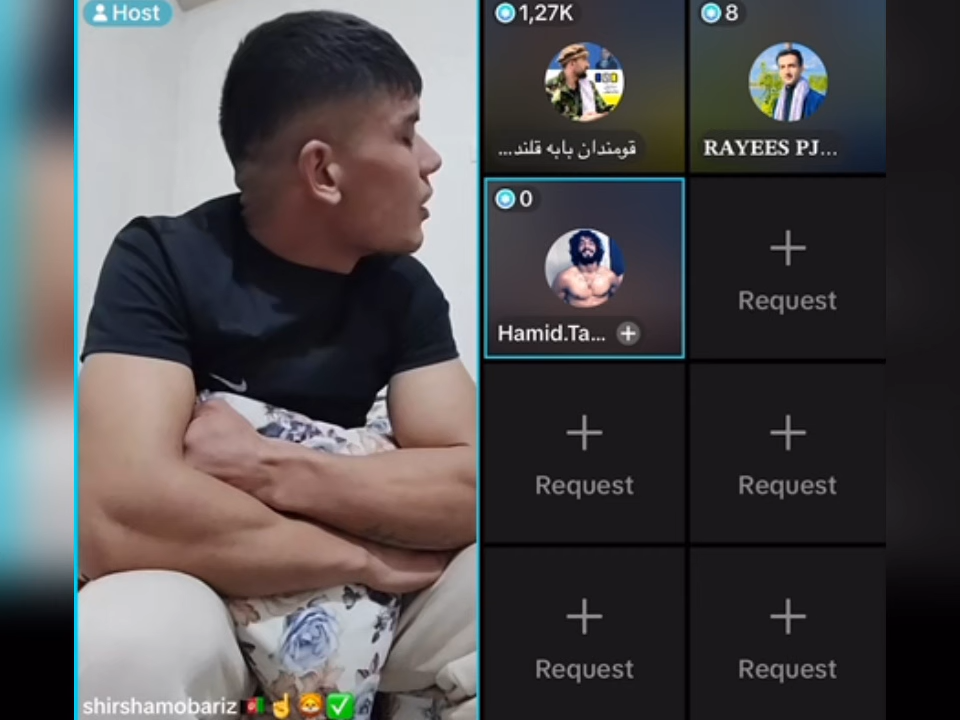 Host
1,27K
8
قومندان بابه قلند...
RAYEES PJ...
0
Hamid.Ta...
Request
Request
Request
Request
Request
shirshamobariz 🇦🇫☝️🦁✅